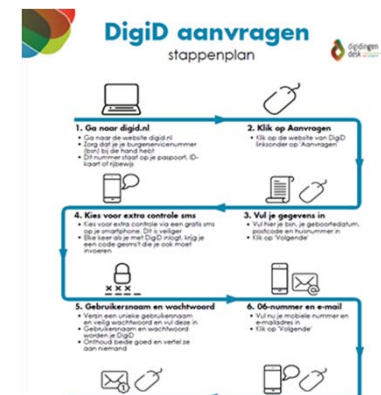 DigiD aanvragen
stappenplan
digidingen
desk
1. Ga naar digid.nl
• Ga naar de website digid.nl
• Zorg dat je je burgerservicenummer
(bsn) bij de hand hebt
• Dit nummer staat op je paspoort, ID-
kaart of rijbewijs
2. Klik op Aanvragen
• Klik op de website van DigiD
linksonder op 'Aanvragen'
3. Vul je gegevens in
• Vul hier je bsn, je geboortedatum,
postcode en huisnummer in
• Klik op 'Volgende'
4. Kies voor extra controle sms
• Kies voor extra controle via een gratis sms
op je smartphone. Dit is veiliger
• Elke keer als je met DigiD inlogt, krijg je
een code gesms't die je ook moet
invoeren
5. Gebruikersnaam en wachtwoord
• Verzin een unieke gebruikersnaam
en veilig wachtwoord en vul deze in
• Gebruikersnaam en wachtwoord
worden je DigiD
• Onthoud beide goed en vertel ze
aan niemand
6. 06-nummer en e-mail
• Vul nu je mobiele nummer en
e-mailadres in
• Klik op 'Volgende'